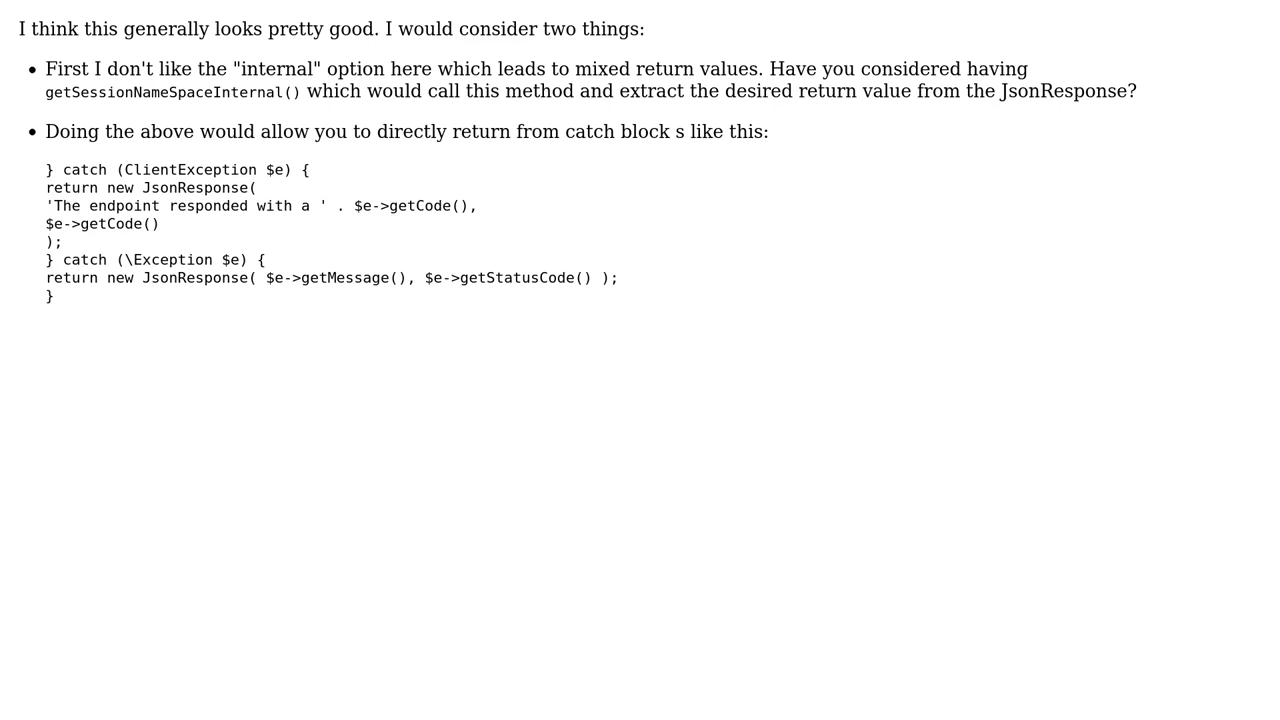 I think this generally looks pretty good. I would consider two things:
• First I don't like the "internal" option here which leads to mixed return values. Have you considered having
getSessionNameSpaceInternal() which would call this method and extract the desired return value from the JsonResponse?
• Doing the above would allow you to directly return from catch block s like this:
} catch (ClientException $e) {
return new JsonResponse(
'The endpoint responded with a ' . $e->getCode(),
$e->getCode()
);
} catch (\Exception $e) {
return new JsonResponse( $e->getMessage(), $e->getStatusCode() );
}